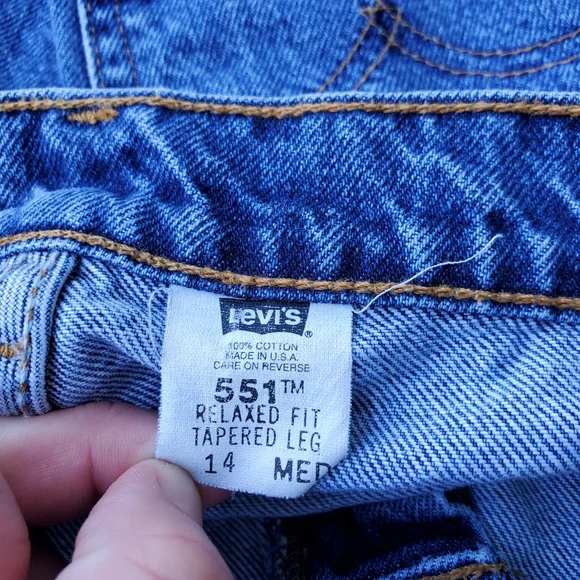 Levi's ®
100% COTTON
MADE IN U.S.A.
CARE ON REVERSE
551™
RELAXED FIT
TAPERED LEG
14 MED